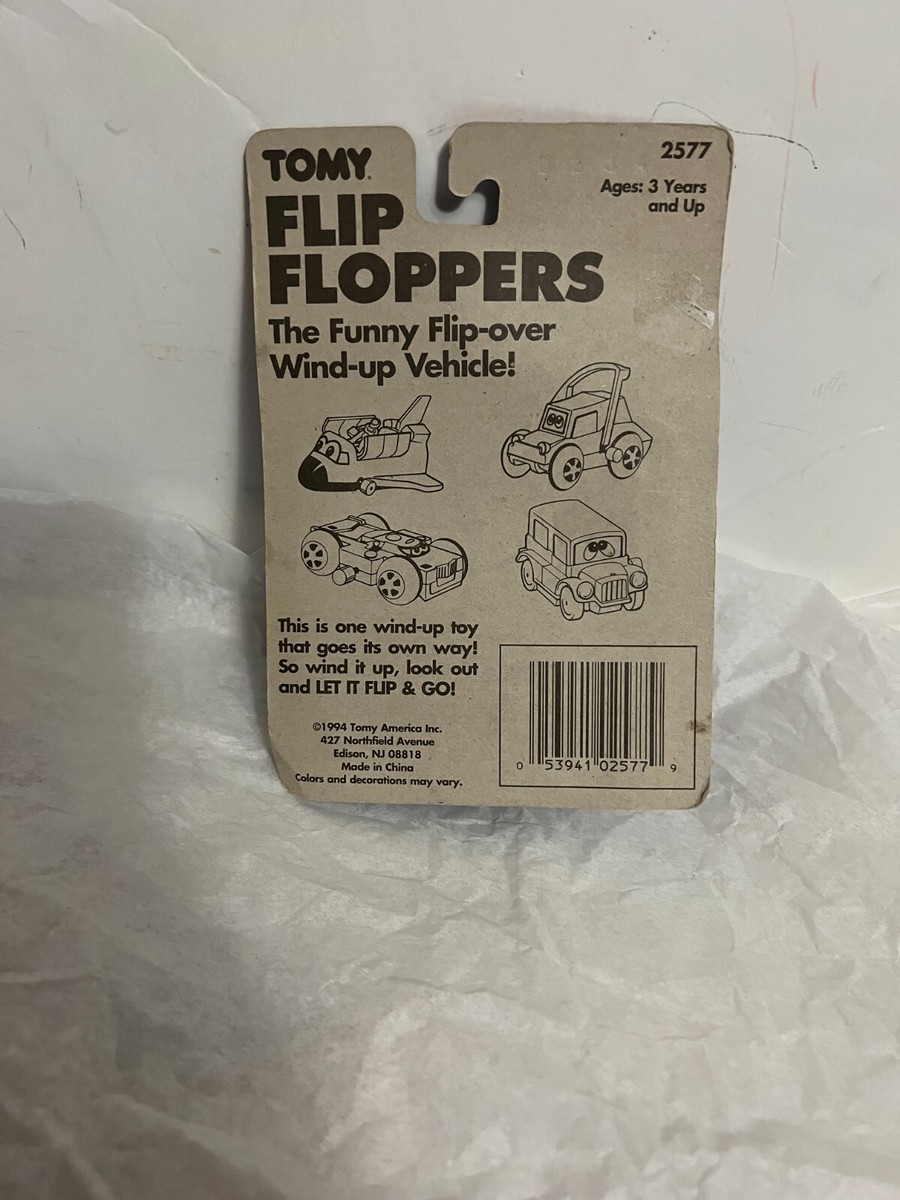 TOMY.
FLIP
FLOPPERS
The Funny Flip-over
Wind-up Vehicle!
2577
Ages: 3 Years
and Up
This is one wind-up toy
that goes its own way!
So wind it up, look out
and LET IT FLIP & GO!
©1994 Tomy America Inc.
427 Northfield Avenue
Edison, NJ 08818
Made in China
Colors and decorations may vary.
0 53941 02577 9